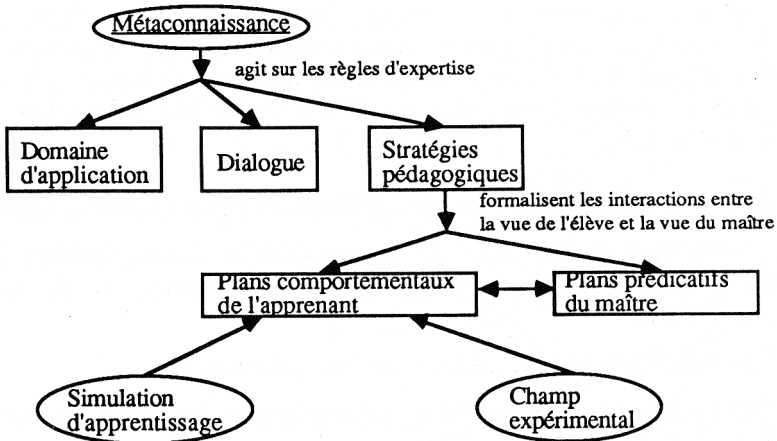 Métaconnaissance
agit sur les règles d'expertise
Domaine
d'application
Dialogue
Stratégies
pédagogiques
formalisent les interactions entre
la vue de l'élève et la vue du maître
Plans comportementaux
de l'apprenant
Plans prédicatifs
du maître
Simulation
d'apprentissage
Champ
expérimental